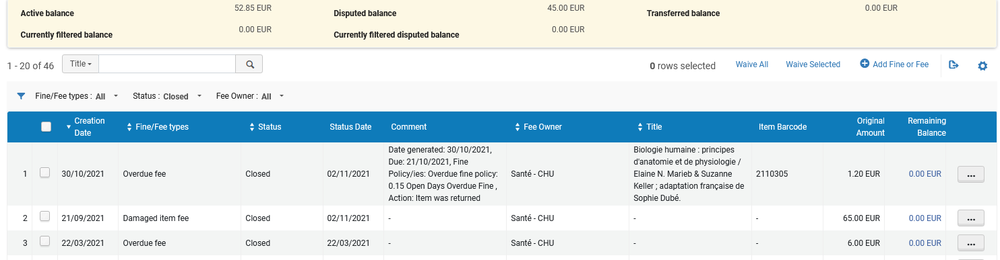 Active balance 52.85 EUR Disputed balance 45.00 EUR Transferred balance 0.00 EUR
Currently filtered balance 0.00 EUR Currently filtered disputed balance 0.00 EUR
1 - 20 of 46 Title 0 rows selected Waive All Waive Selected Add Fine or Fee
Fine/Fee types : All Status : Closed Fee Owner : All
Creation Date Fine/Fee types Status Status Date Comment Fee Owner Title Item Barcode Original Amount Remaining Balance
1 30/10/2021 Overdue fee Closed 02/11/2021
Date generated: 30/10/2021,
Due: 21/10/2021, Fine
Policy/ies: Overdue fine policy:
0.15 Open Days Overdue Fine ,
Action: Item was returned
Santé - CHU
Biologie humaine : principes
d'anatomie et de physiologie /
Elaine N. Marieb & Suzanne
Keller ; adaptation française de
Sophie Dubé.
2110305 1.20 EUR 0.00 EUR ...
2 21/09/2021 Damaged item fee Closed 02/11/2021 - Santé - CHU - - 65.00 EUR 0.00 EUR ...
3 22/03/2021 Overdue fee Closed 22/03/2021 - Santé - CHU - - 6.00 EUR 0.00 EUR ...